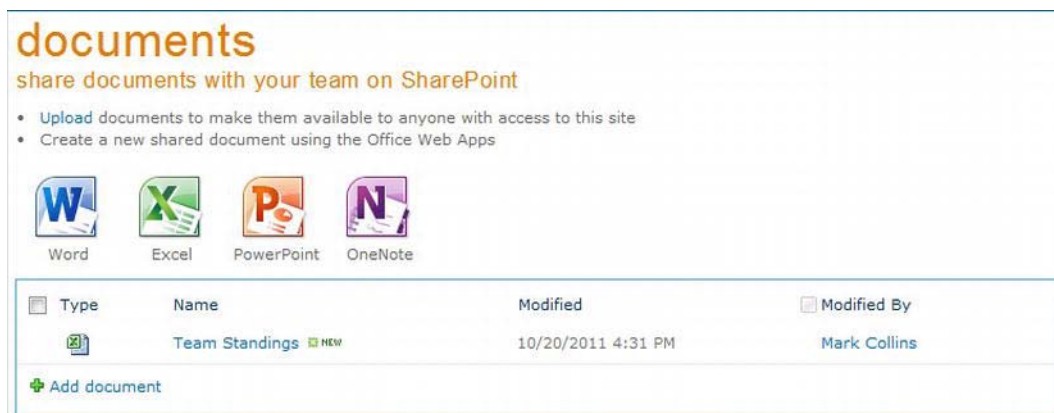 documents
share documents with your team on SharePoint
• Upload documents to make them available to anyone with access to this site
• Create a new shared document using the Office Web Apps
Word Excel PowerPoint OneNote
Type Name Modified Modified By
Team Standings NEW 10/20/2011 4:31 PM Mark Collins
Add document